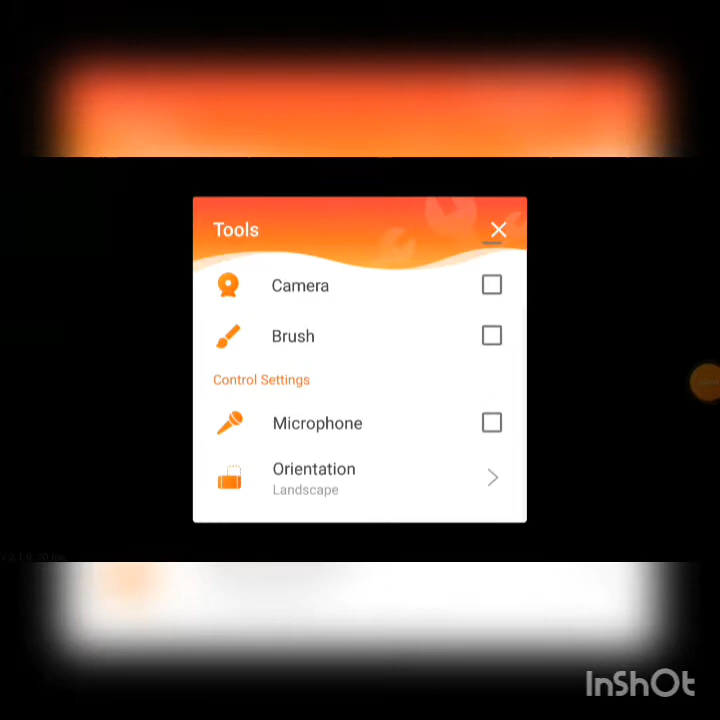 Tools
Camera
Brush
Control Settings
Microphone
Orientation
Landscape
InShOt